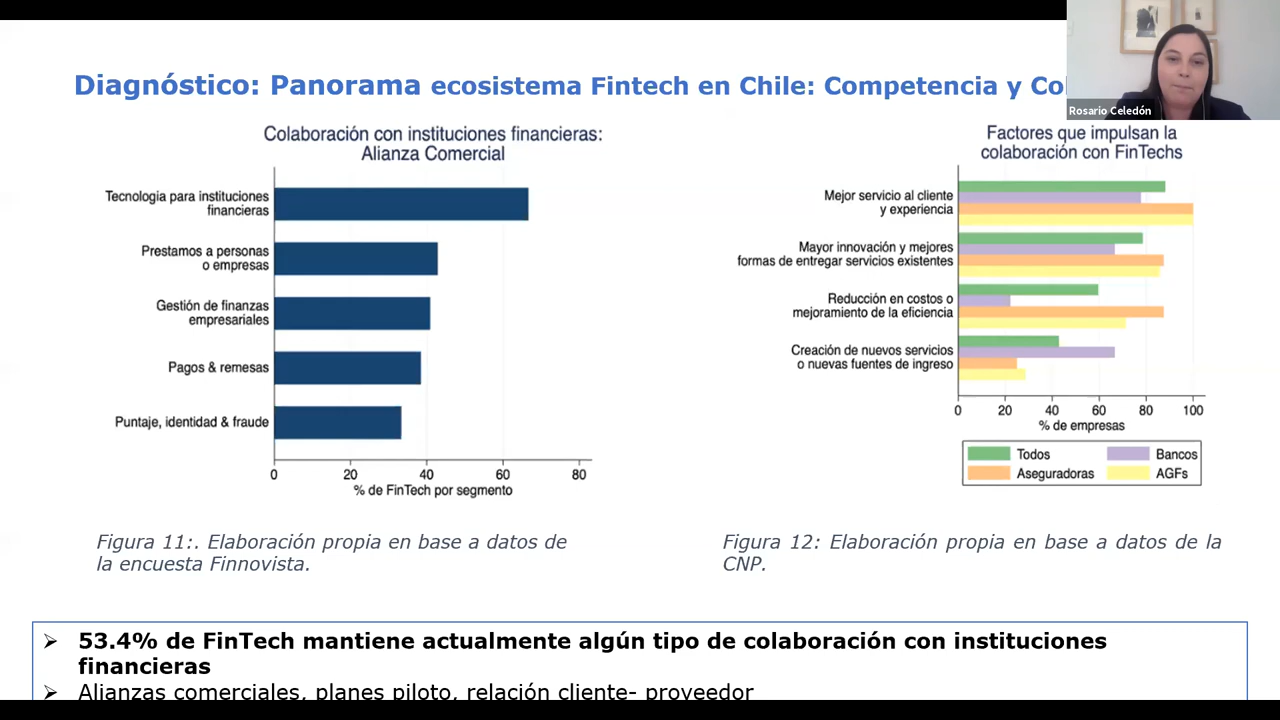 Diagnóstico: Panorama ecosistema Fintech en Chile: Competencia y
Rosario Celedón
Colaboración con instituciones financieras:
Alianza Comercial
Tecnologia para instituciones
financieras
Prestamos a personas
o empresas
Gestión de finanzas
empresariales
Pagos & remesas
Puntaje, identidad & fraude
0 20 40 60 80
% de FinTech por segmento
Figura 11:. Elaboración propia en base a datos de
la encuesta Finnovista.
Factores que impulsan la
colaboración con FinTechs
Mejor servicio al cliente
y experiencia
Mayor innovación y mejores
formas de entregar servicios existentes
Reducción en costos o
mejoramiento de la eficiencia
Creación de nuevos servicios
o nuevas fuentes de ingreso
0 20 40 60 80 100
% de empresas
Todos Bancos
Aseguradoras AGFs
Figura 12: Elaboración propia en base a datos de la
CNP.
➢ 53.4% de FinTech mantiene actualmente algún tipo de colaboración con instituciones
financieras
➢ Alianzas comerciales, planes piloto, relación cliente- proveedor